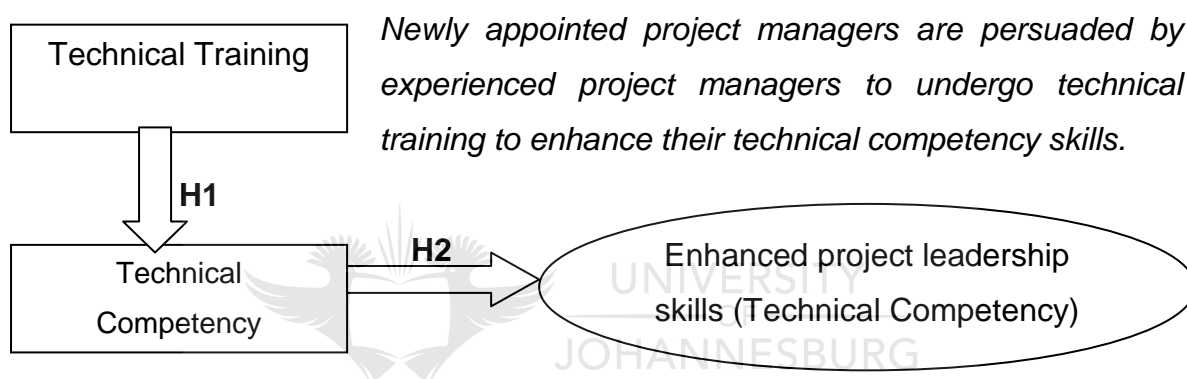 Technical Training
Newly appointed project managers are persuaded by
experienced project managers to undergo technical
training to enhance their technical competency skills.
H1
Technical
Competency
H2
Enhanced project leadership
skills (Technical Competency)
UNIVERSITY
OF
JOHANNESBURG